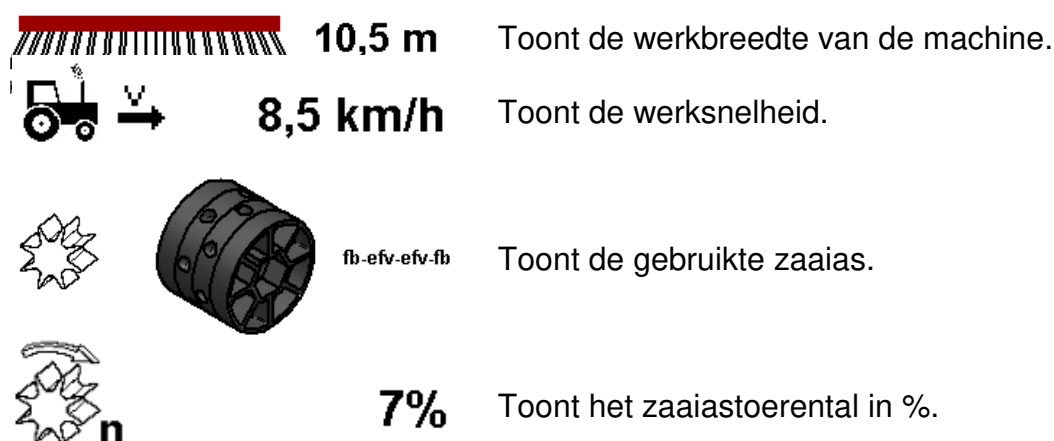 10,5 m Toont de werkbreedte van de machine.
V 8,5 km/h Toont de werksnelheid.
fb-efv-efv-fb Toont de gebruikte zaaias.
n 7% Toont het zaaiastoerental in %.